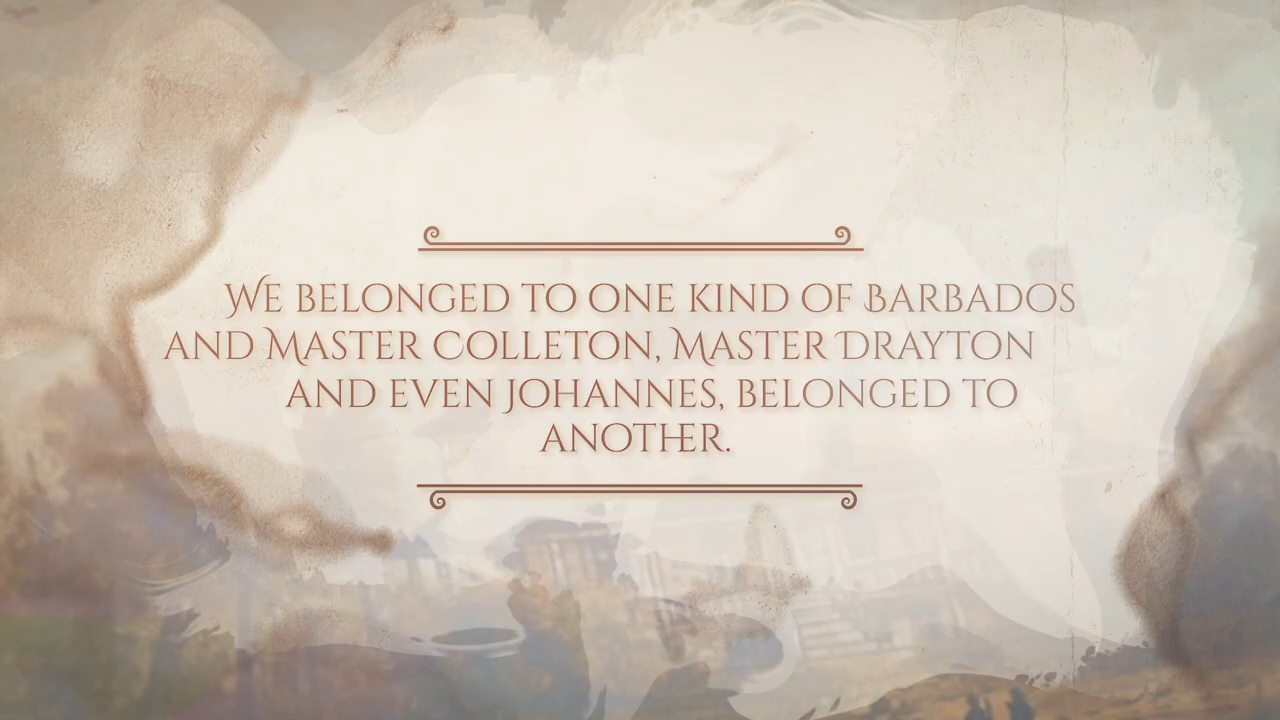 We belonged to one kind of Barbados
and Master Colleton, Master Drayton
and even Johannes, belonged to
another.